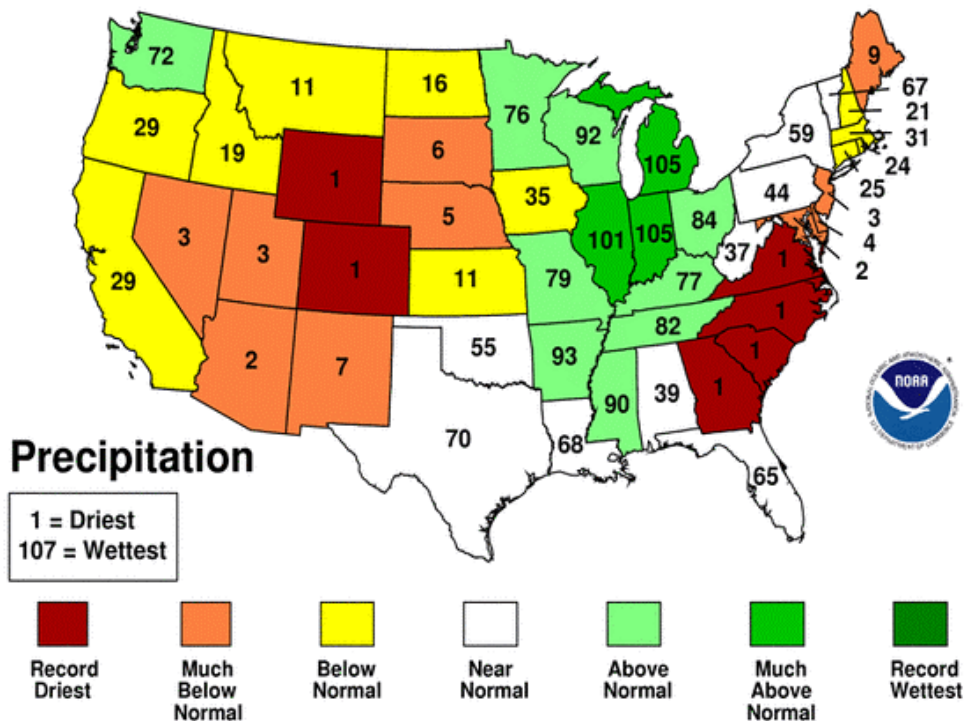 72
11
16
76
92
105
9
67
21
31
24
25
3
4
2
59
44
29
19
1
6
5
35
101
105
84
37
1
29
3
3
1
11
79
77
1
82
1
2
7
55
93
90
39
1
70
68
65
NOAA
Precipitation
1 = Driest
107 = Wettest
Record
Driest
Much
Below
Normal
Below
Normal
Near
Normal
Above
Normal
Much
Above
Normal
Record
Wettest